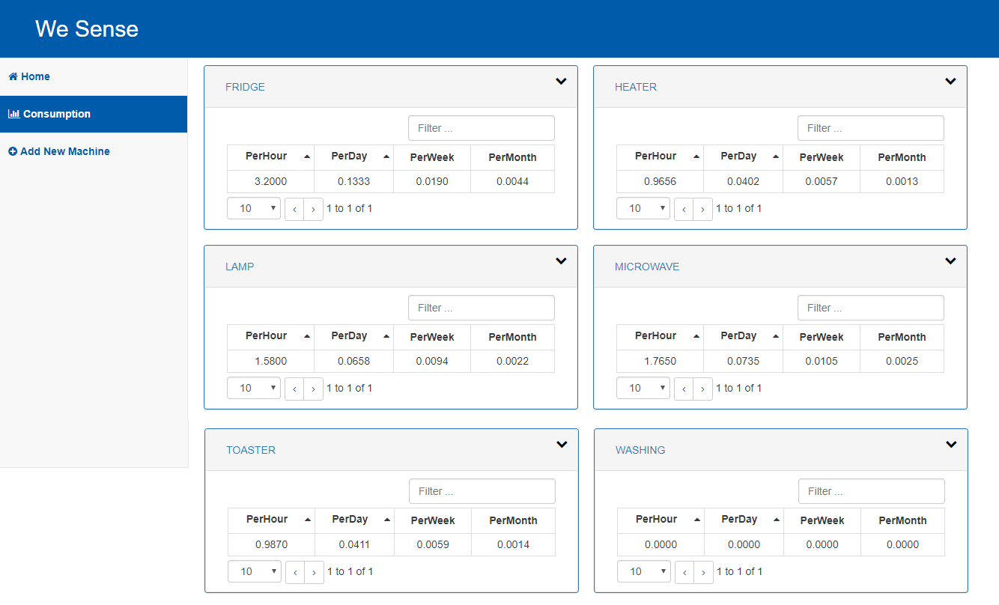 We Sense
Home
Consumption
Add New Machine
FRIDGE
Filter ...
PerHour PerDay PerWeek PerMonth
3.2000 0.1333 0.0190 0.0044
10 ‹ › 1 to 1 of 1
HEATER
Filter ...
PerHour PerDay PerWeek PerMonth
0.9656 0.0402 0.0057 0.0013
10 ‹ › 1 to 1 of 1
LAMP
Filter ...
PerHour PerDay PerWeek PerMonth
1.5800 0.0658 0.0094 0.0022
10 ‹ › 1 to 1 of 1
MICROWAVE
Filter ...
PerHour PerDay PerWeek PerMonth
1.7650 0.0735 0.0105 0.0025
10 ‹ › 1 to 1 of 1
TOASTER
Filter ...
PerHour PerDay PerWeek PerMonth
0.9870 0.0411 0.0059 0.0014
10 ‹ › 1 to 1 of 1
WASHING
Filter ...
PerHour PerDay PerWeek PerMonth
0.0000 0.0000 0.0000 0.0000
10 ‹ › 1 to 1 of 1